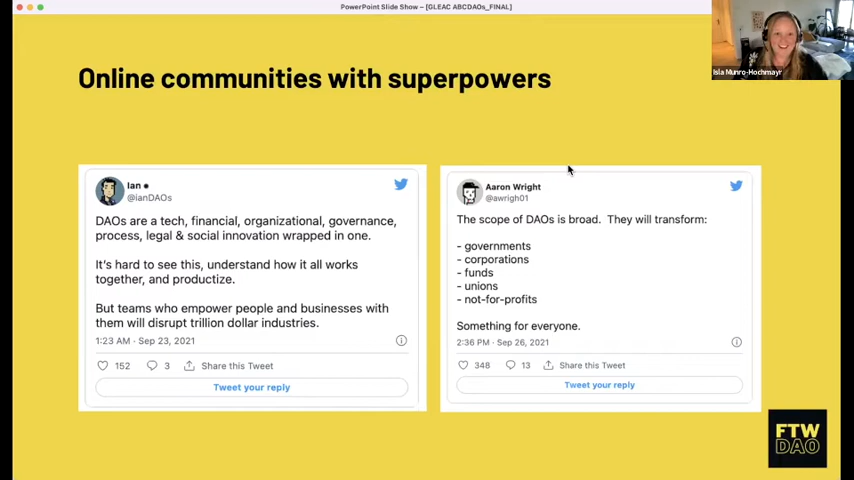 PowerPoint Slide Show – [GLEAC ABCDAOs_FINAL]
Isla Munro-Hochmayr
Online communities with superpowers
Ian
@ianDAOs
DAOs are a tech, financial, organizational, governance,
process, legal & social innovation wrapped in one.
It's hard to see this, understand how it all works
together, and productize.
But teams who empower people and businesses with
them will disrupt trillion dollar industries.
1:23 AM · Sep 23, 2021
152 3 Share this Tweet
Tweet your reply
Aaron Wright
@awrigh01
The scope of DAOs is broad. They will transform:
- governments
- corporations
- funds
- unions
- not-for-profits
Something for everyone.
2:36 PM · Sep 26, 2021
348 13 Share this Tweet
Tweet your reply
FTW
DAO